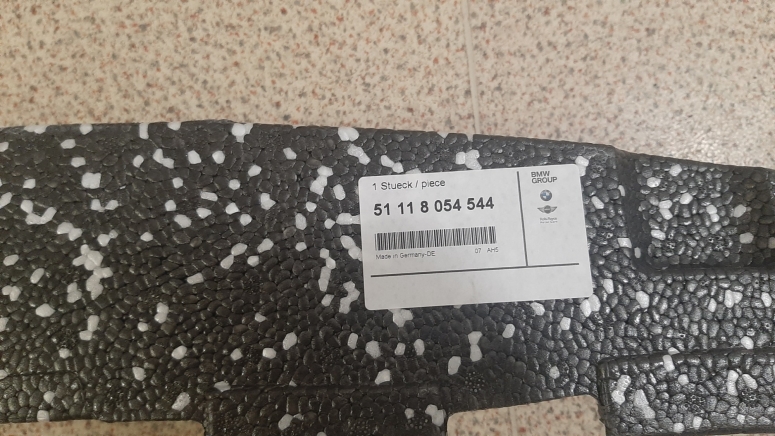 1 Stueck / piece
51 11 8 054 544
Made in Germany-DE 07 AH5
BMW
GROUP